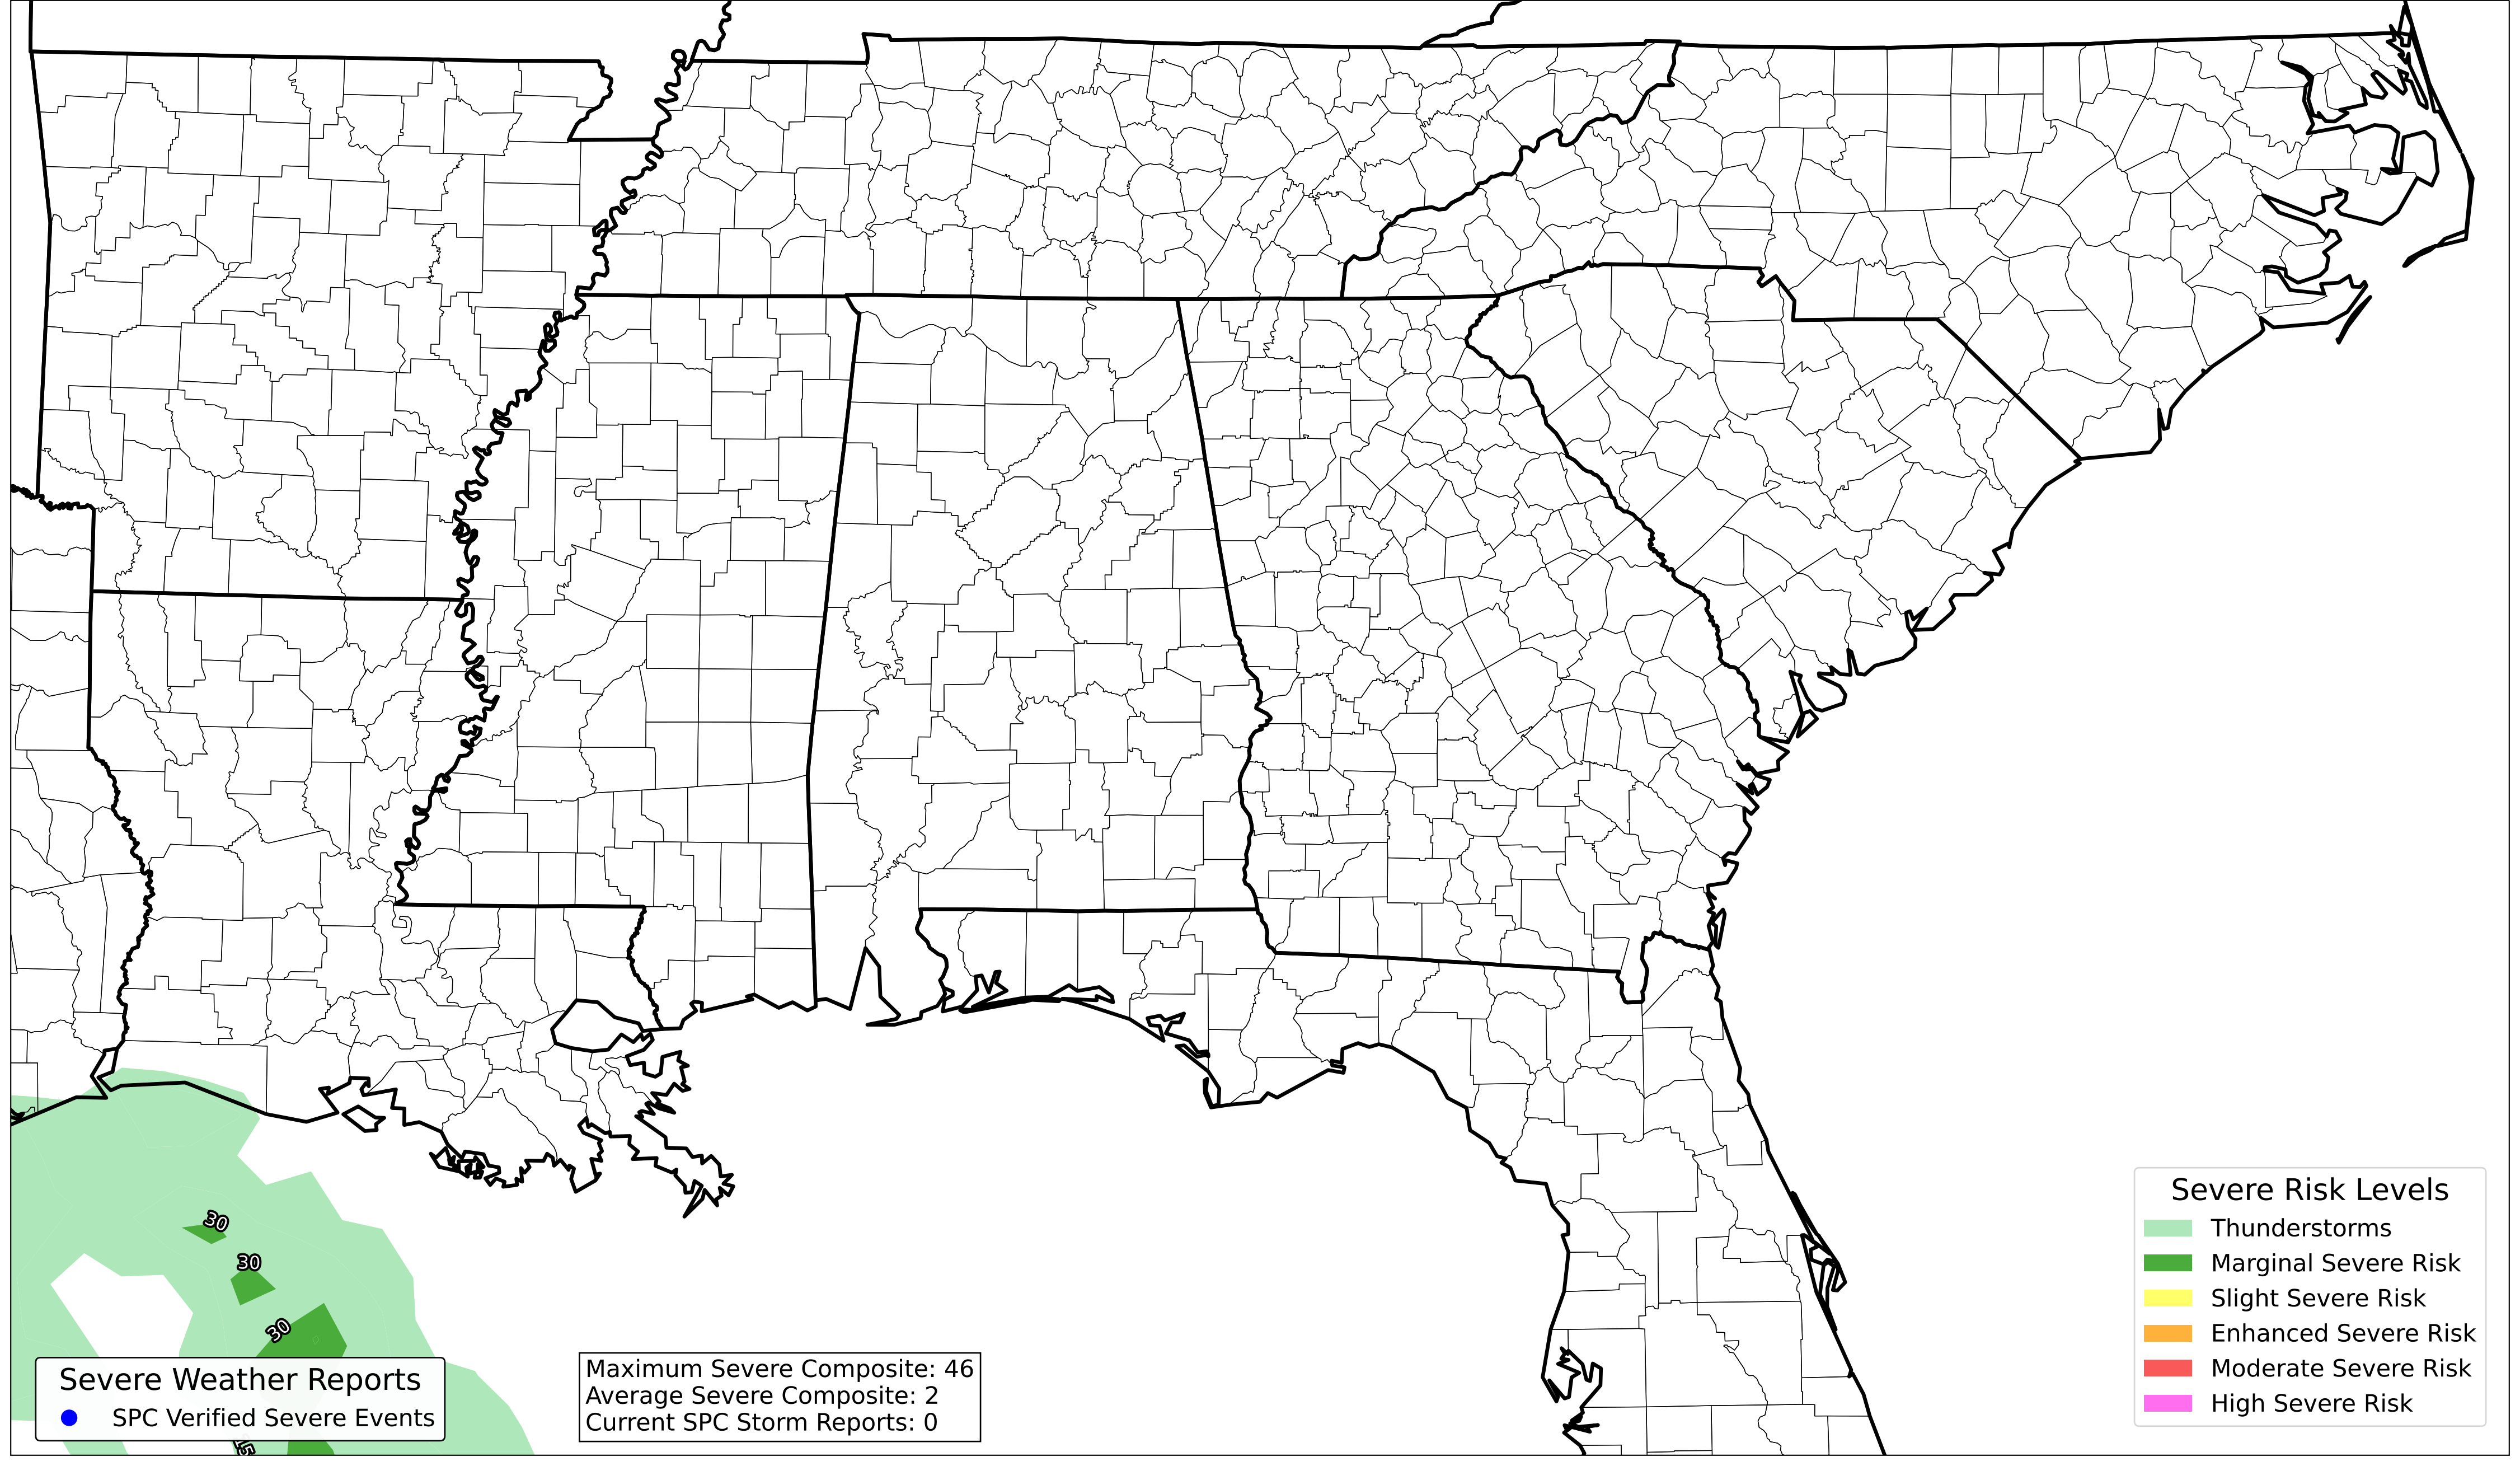 30
30
30
15
Severe Weather Reports
SPC Verified Severe Events
Maximum Severe Composite: 46
Average Severe Composite: 2
Current SPC Storm Reports: 0
Severe Risk Levels
Thunderstorms
Marginal Severe Risk
Slight Severe Risk
Enhanced Severe Risk
Moderate Severe Risk
High Severe Risk